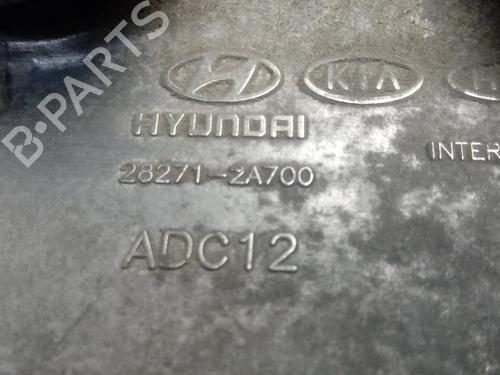 B-PARTS
KIA
HYUNDAI
28271-2A700
INTER
ADC12